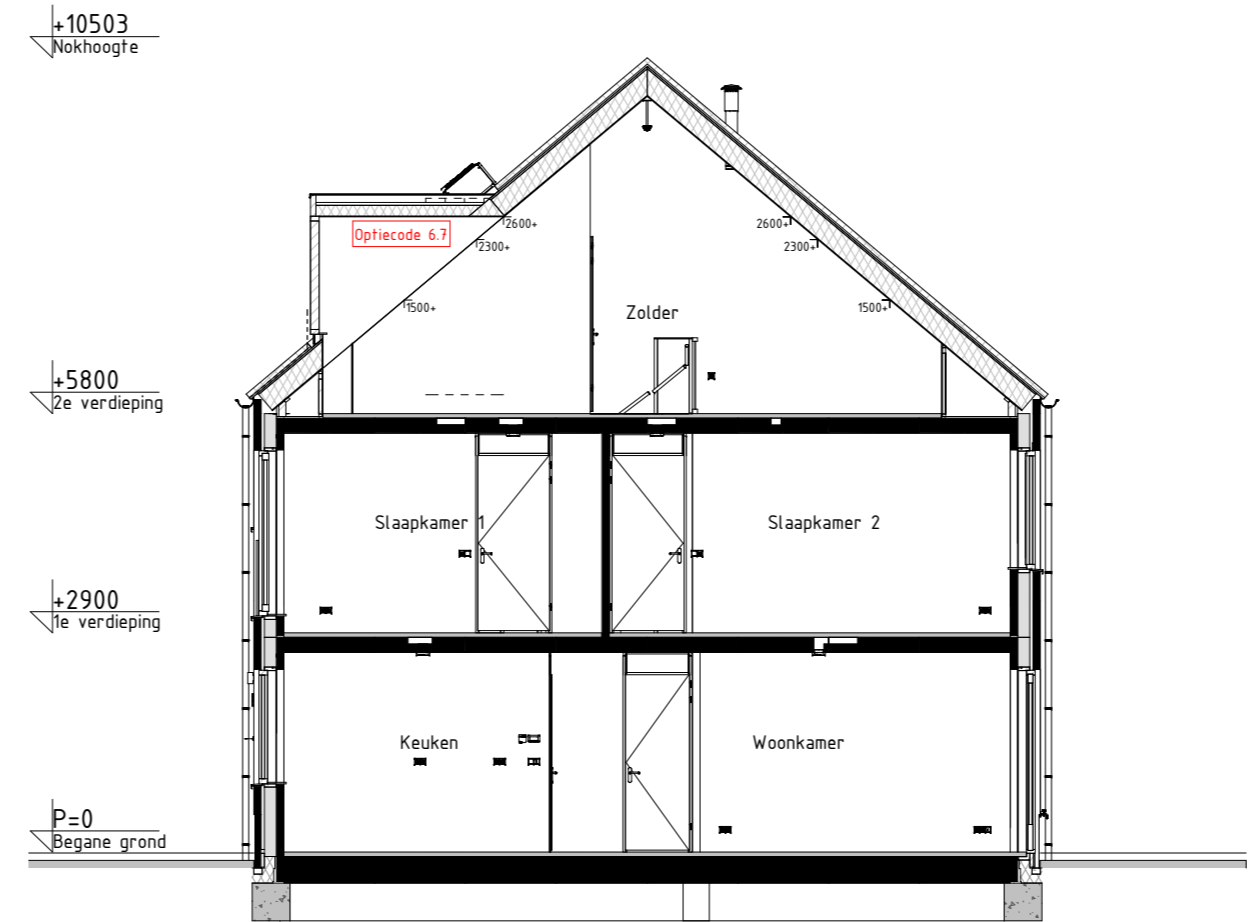 +10503
Nokhoogte
Optiecode 6.7
2600+
2300+
1500+
2600+
2300+
1500+
Zolder
+5800
2e verdieping
Slaapkamer 1
Slaapkamer 2
+2900
1e verdieping
Keuken
Woonkamer
P=0
Begane grond